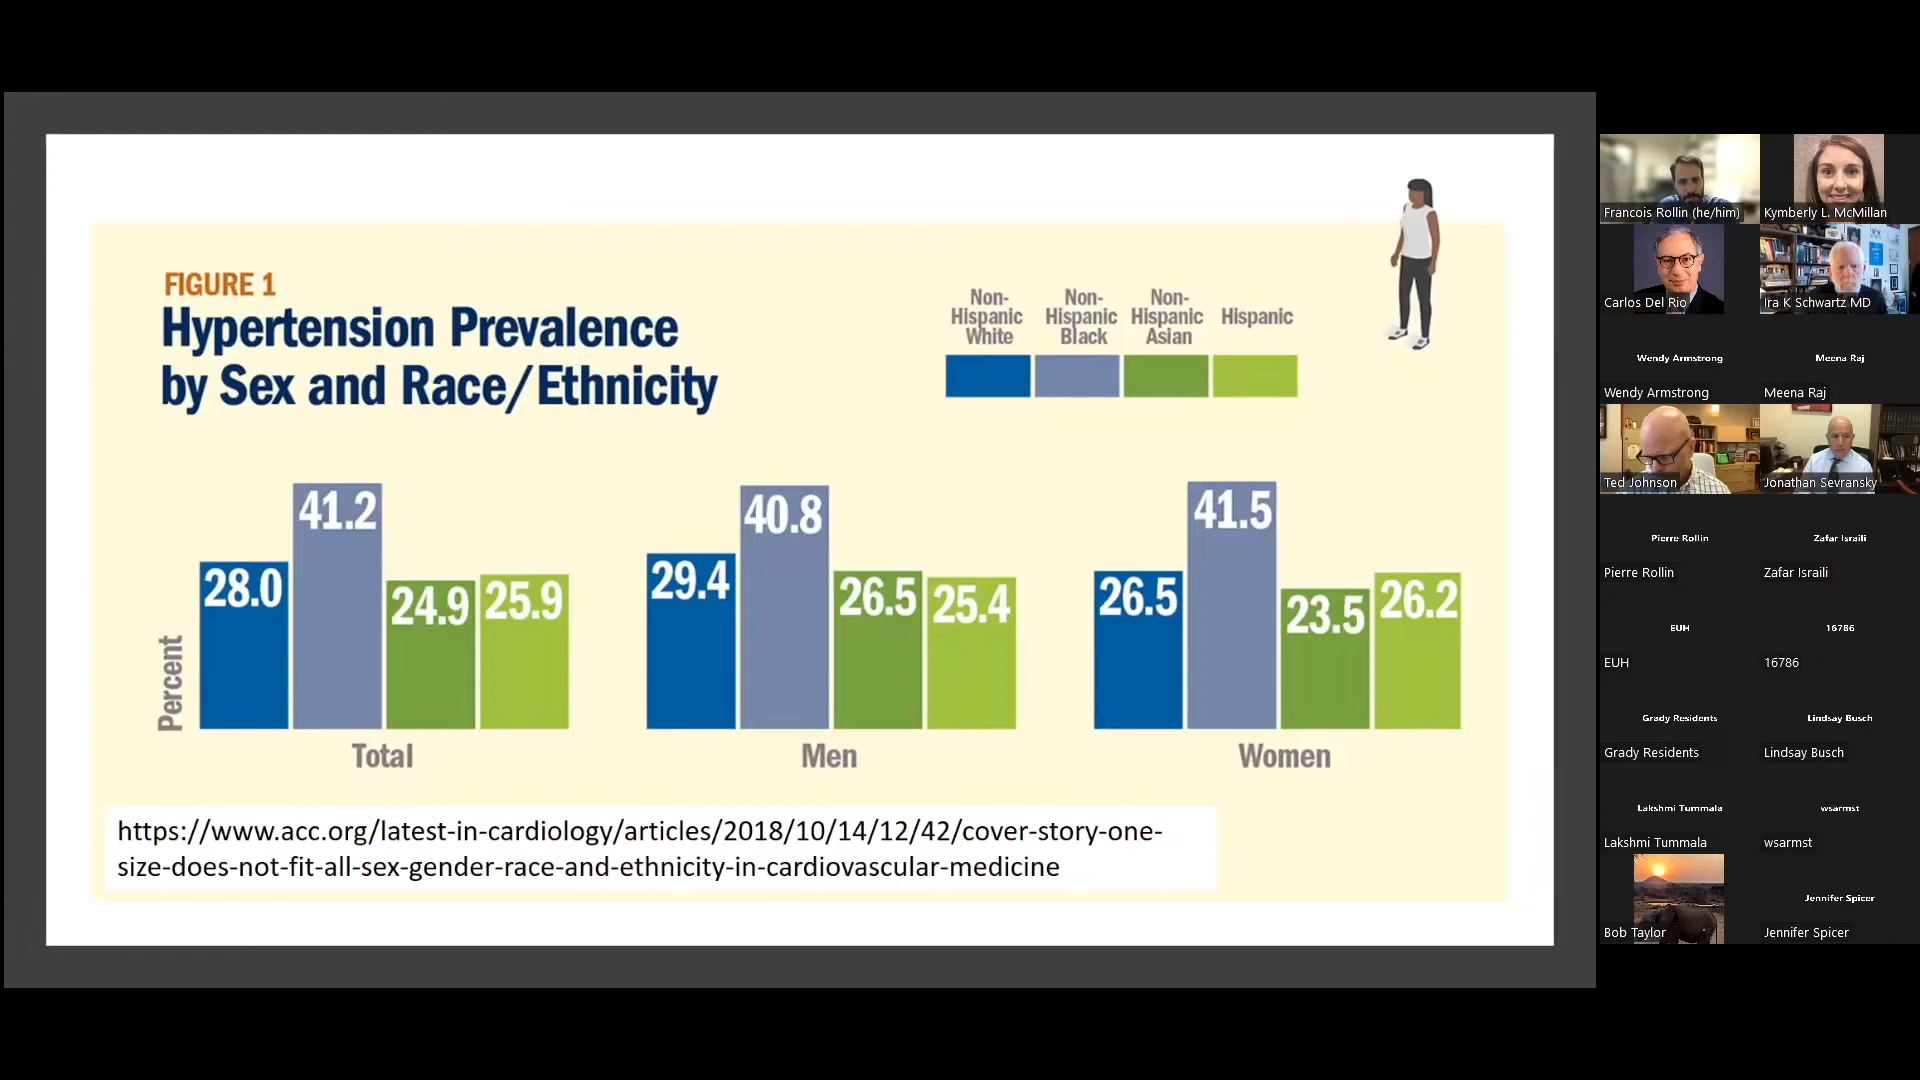 FIGURE 1
Hypertension Prevalence
by Sex and Race/Ethnicity
Non-
Hispanic
White
Non-
Hispanic
Black
Non-
Hispanic
Asian
Hispanic
Percent
28.0
41.2
24.9
25.9
Total
29.4
40.8
26.5
25.4
Men
26.5
41.5
23.5
26.2
Women
https://www.acc.org/latest-in-cardiology/articles/2018/10/14/12/42/cover-story-one-
size-does-not-fit-all-sex-gender-race-and-ethnicity-in-cardiovascular-medicine
Francois Rollin (he/him)
Kymberly L. McMillan
Carlos Del Rio
Ira K Schwartz MD
Wendy Armstrong
Meena Raj
Wendy Armstrong
Meena Raj
Ted Johnson
Jonathan Sevransky
Pierre Rollin
Zafar Israili
Pierre Rollin
Zafar Israili
EUH
16786
EUH
16786
Grady Residents
Lindsay Busch
Grady Residents
Lindsay Busch
Lakshmi Tummala
wsarmst
Lakshmi Tummala
wsarmst
Jennifer Spicer
Bob Taylor
Jennifer Spicer